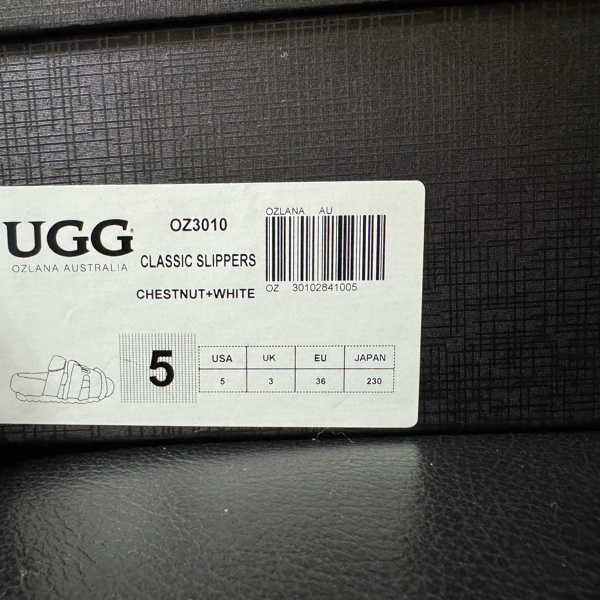 UGG
OZLANA AUSTRALIA
OZ3010
CLASSIC SLIPPERS
CHESTNUT+WHITE
OZLANA AU
OZ 30102841005
5
USA UK EU JAPAN
5 3 36 230